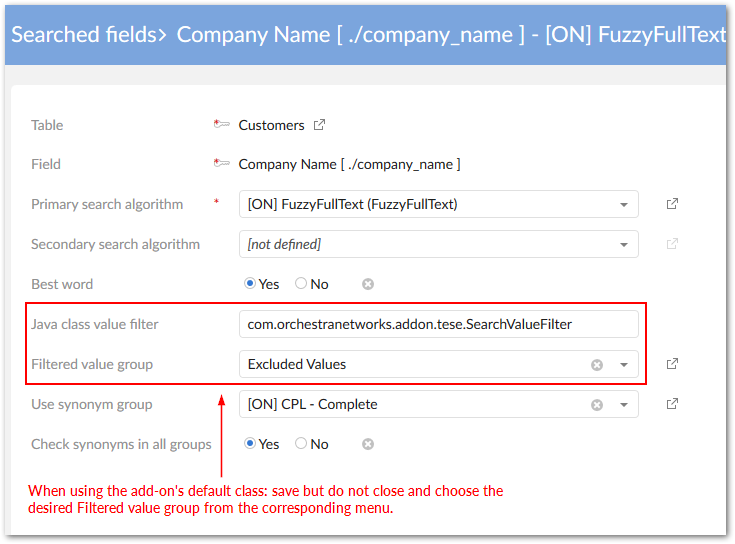 Searched fields> Company Name [ ./company_name ] - [ON] FuzzyFullText
Table * Customers
Field * Company Name [ ./company_name ]
Primary search algorithm * [ON] FuzzyFullText (FuzzyFullText)
Secondary search algorithm [not defined]
Best word Yes No
Java class value filter com.orchestranetworks.addon.tese.SearchValueFilter
Filtered value group Excluded Values
Use synonym group [ON] CPL - Complete
Check synonyms in all groups Yes No
When using the add-on's default class: save but do not close and choose the
desired Filtered value group from the corresponding menu.